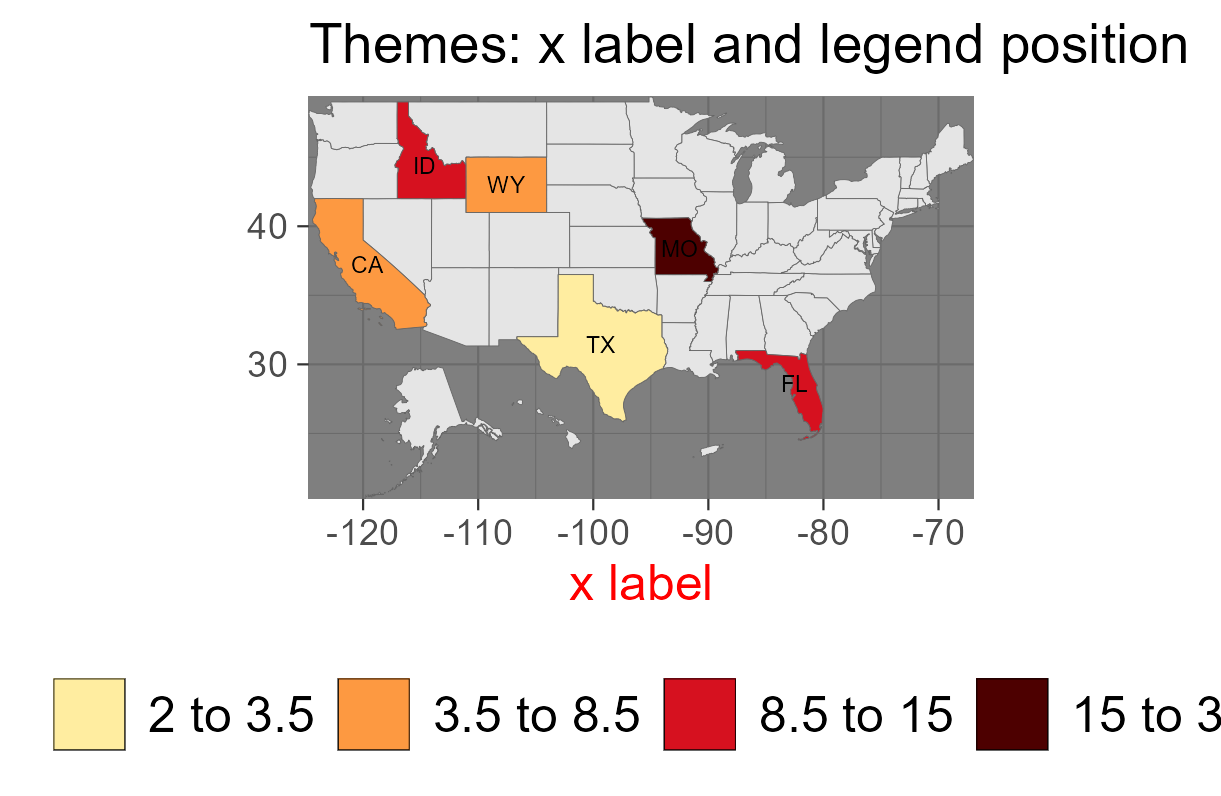 Themes: x label and legend position
ID
WY
40
MO
CA
TX
30
FL
-120 -110 -100 -90 -80 -70
x label
2 to 3.5 3.5 to 8.5 8.5 to 15 15 to 3